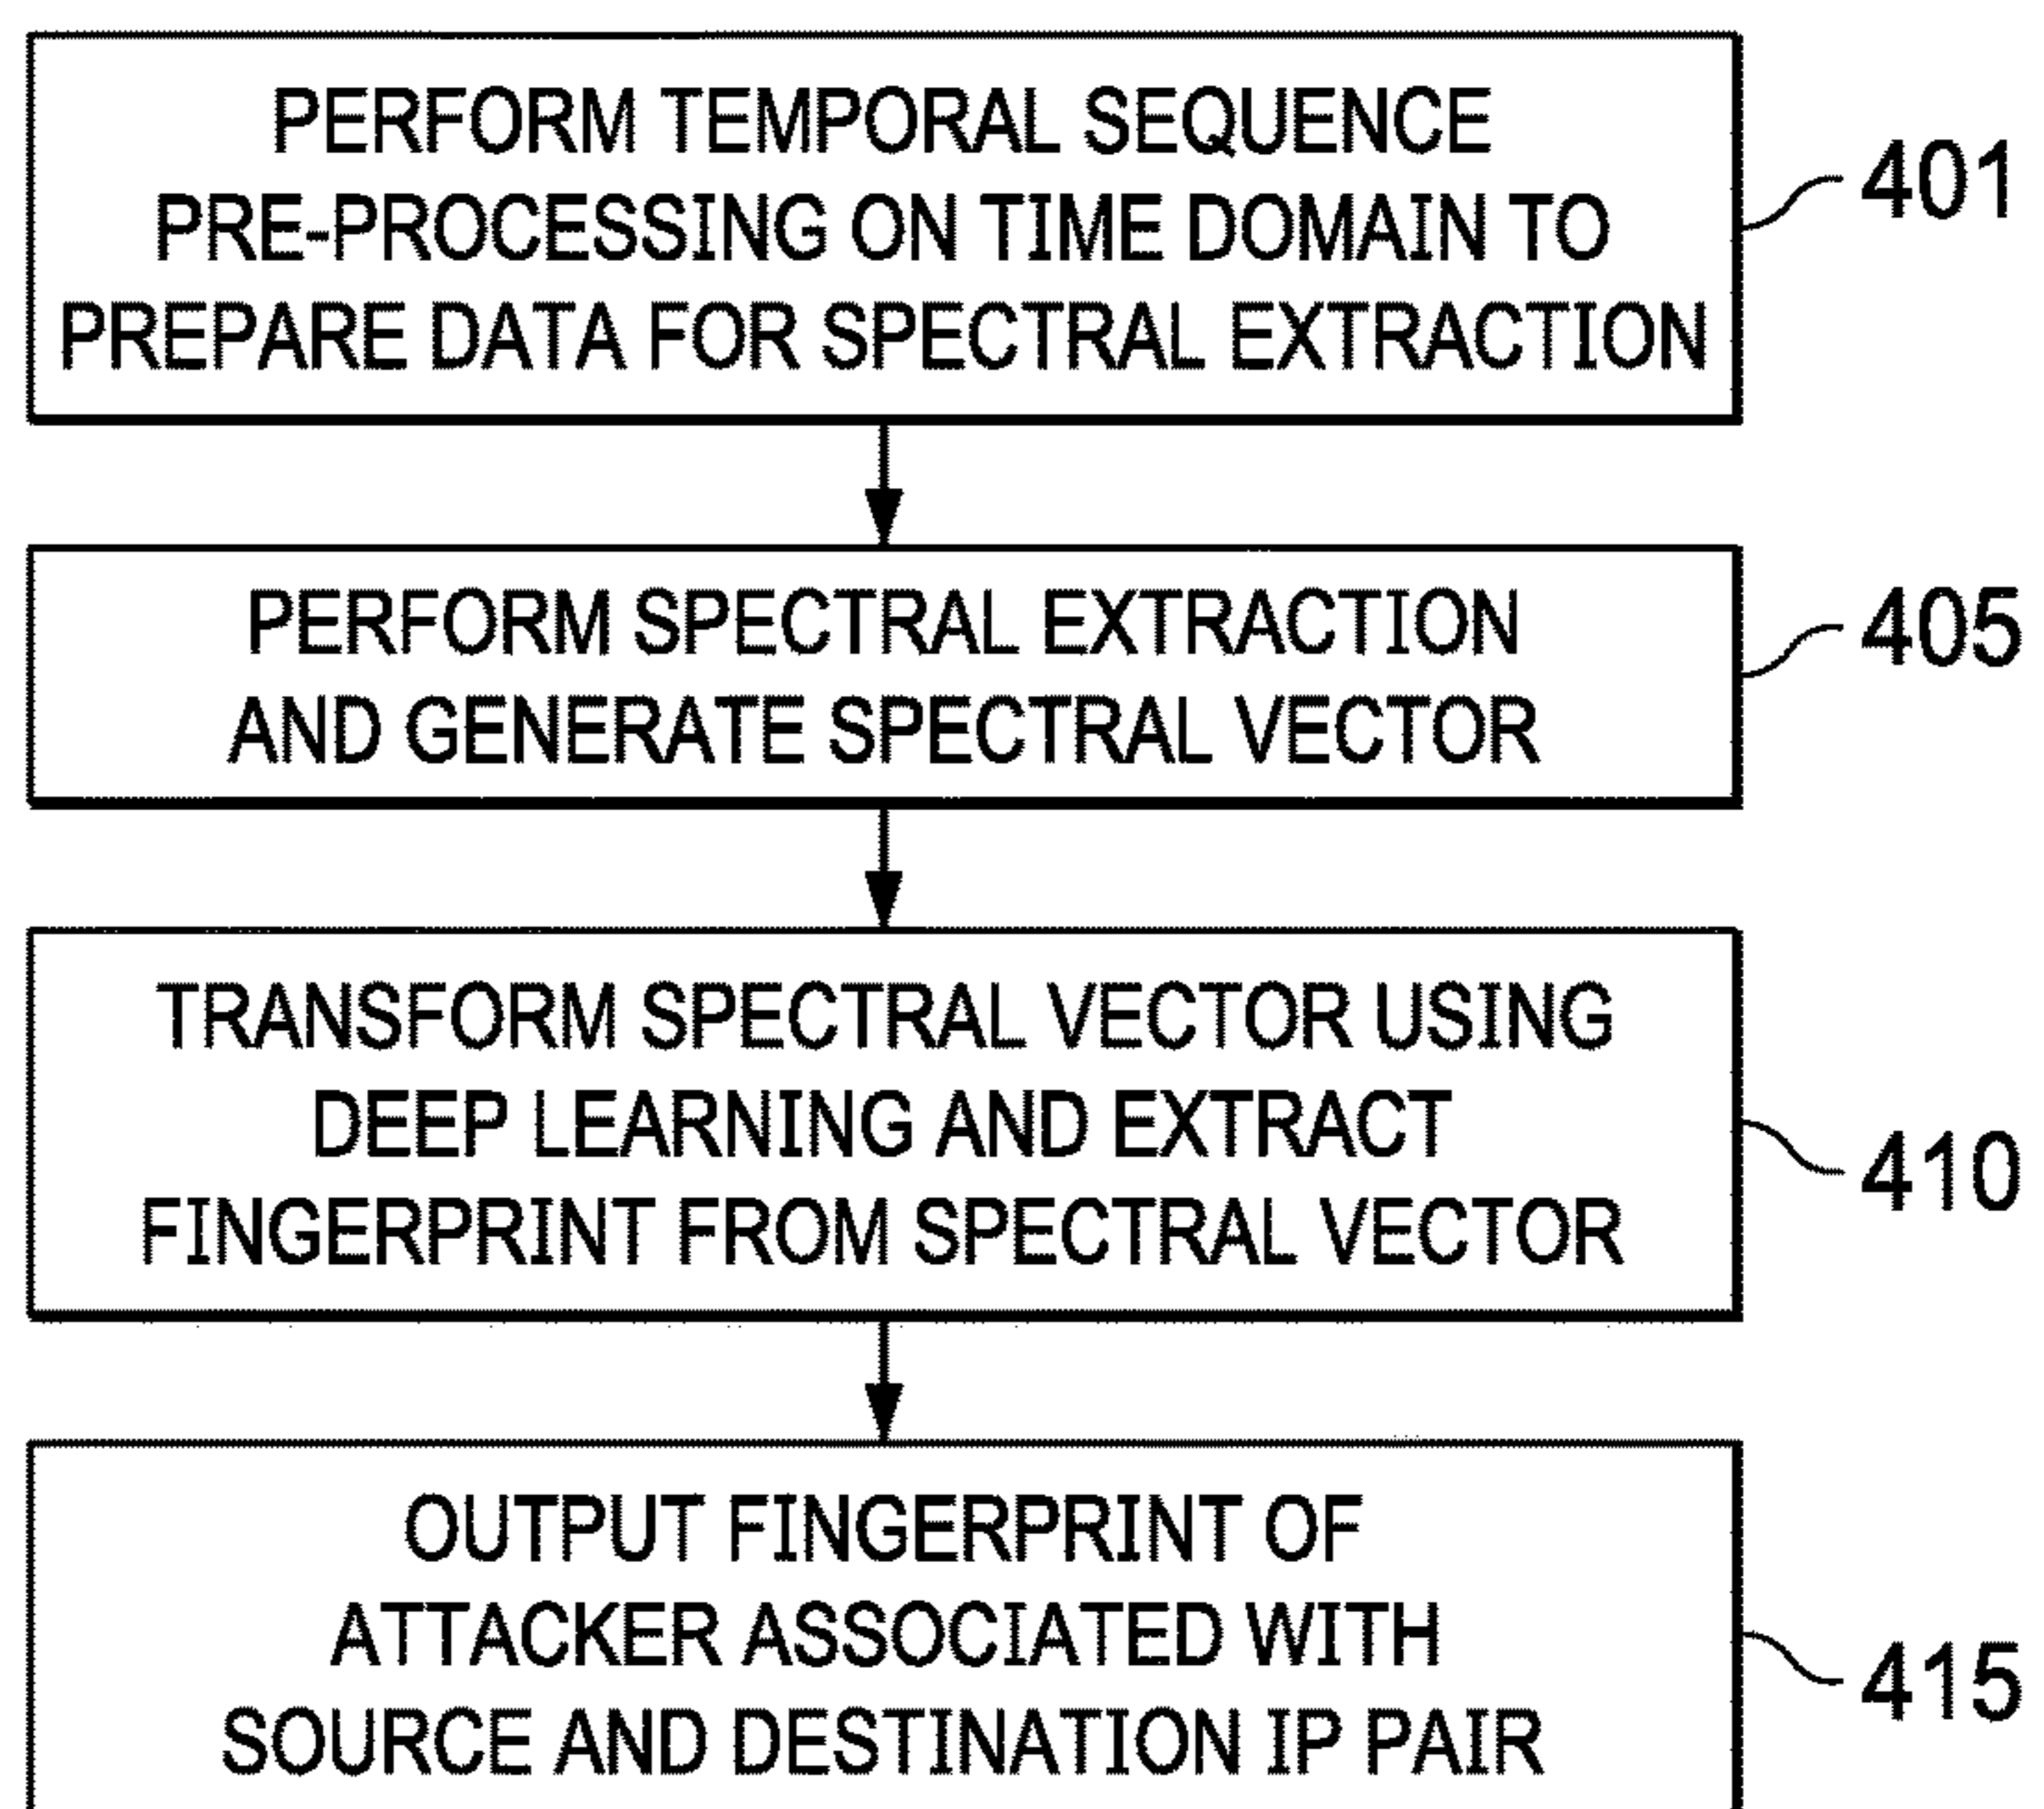 PERFORM TEMPORAL SEQUENCE
PRE-PROCESSING ON TIME DOMAIN TO
PREPARE DATA FOR SPECTRAL EXTRACTION
401
PERFORM SPECTRAL EXTRACTION
AND GENERATE SPECTRAL VECTOR
405
TRANSFORM SPECTRAL VECTOR USING
DEEP LEARNING AND EXTRACT
FINGERPRINT FROM SPECTRAL VECTOR
410
OUTPUT FINGERPRINT OF
ATTACKER ASSOCIATED WITH
SOURCE AND DESTINATION IP PAIR
415